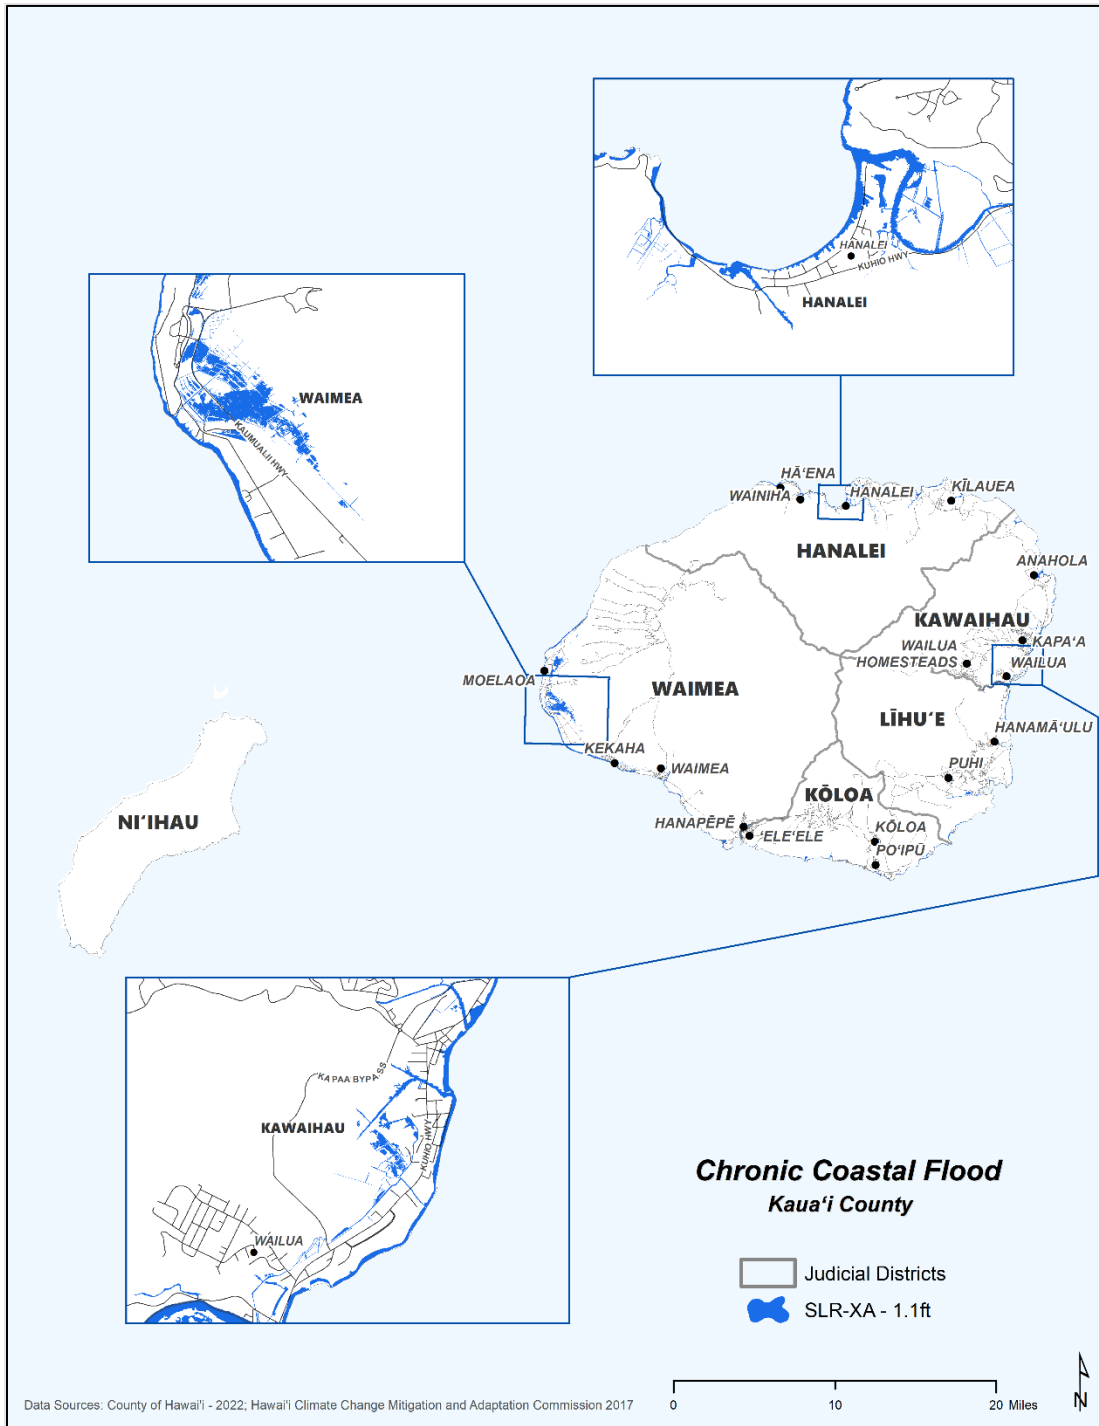 HANALEI
KUHIO HWY
HANALEI
WAIMEA
KAUMUALII HWY
HĀʻENA
WAINIHA
HANALEI
KĪLAUEA
HANALEI
ANAHOLA
KAWAIHAU
KAPAʻA
WAILUA
HOMESTEADS
WAILUA
MOELAOA
WAIMEA
LĪHUʻE
HANAMĀʻULU
KEKAHA
WAIMEA
PUHI
KŌLOA
NIʻIHAU
HANAPĒPĒ
ʻELEʻELE
KŌLOA
POʻIPŪ
KAPAA BYPASS
KAWAIHAU
KUHIO HWY
WAILUA
Chronic Coastal Flood
Kauaʻi County
Judicial Districts
SLR-XA - 1.1ft
0 10 20 Miles
N
Data Sources: County of Hawai'i - 2022; Hawai'i Climate Change Mitigation and Adaptation Commission 2017